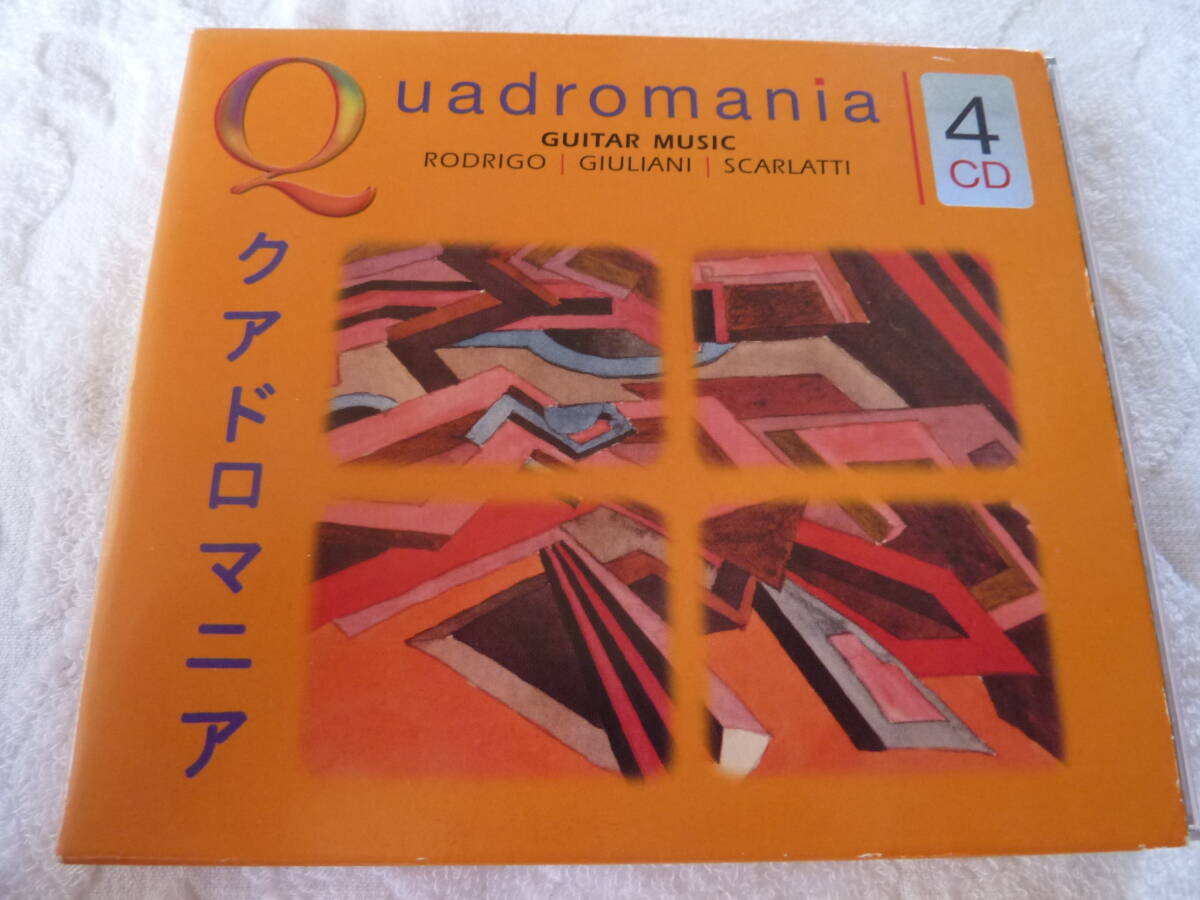 Quadromania
GUITAR MUSIC
RODRIGO | GIULIANI | SCARLATTI
4
CD
クアドロマニア